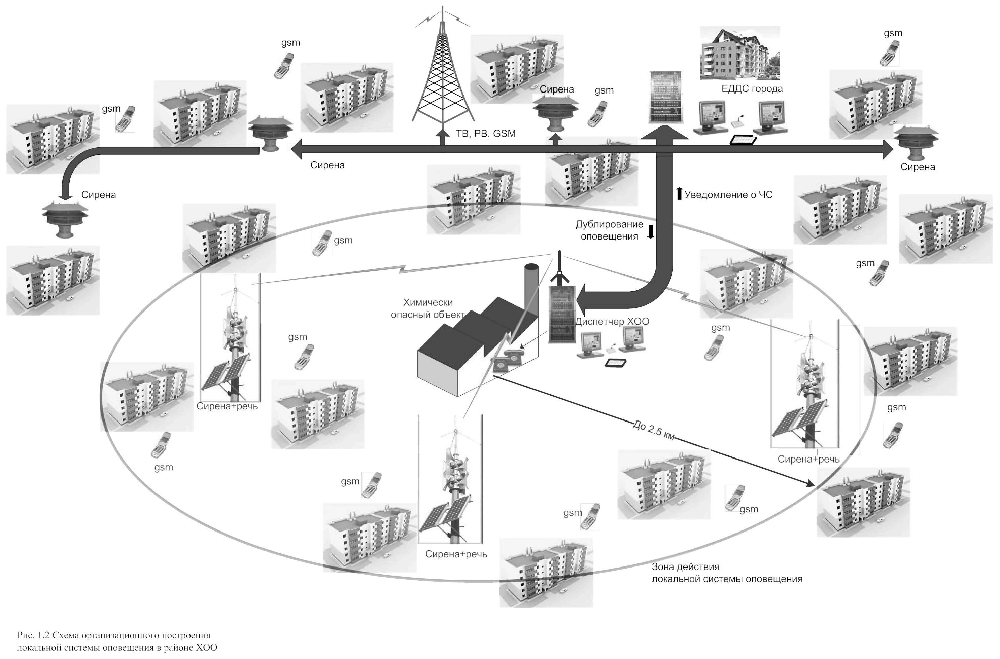 gsm
gsm
gsm
Сирена
gsm
ЕДДС города
gsm
ТВ, РВ, GSM
Сирена
Сирена
Сирена
Уведомление о ЧС
Дублирование
оповещения
gsm
gsm
Химически
опасный объект
Диспетчер ХОО
gsm
gsm
Сирена+речь
gsm
До 2.5 км
Сирена+речь
gsm
gsm
gsm
gsm
Сирена+речь
Зона действия
локальной системы оповещения
Рис. 1.2 Схема организационного построения
локальной системы оповещения в районе ХОО